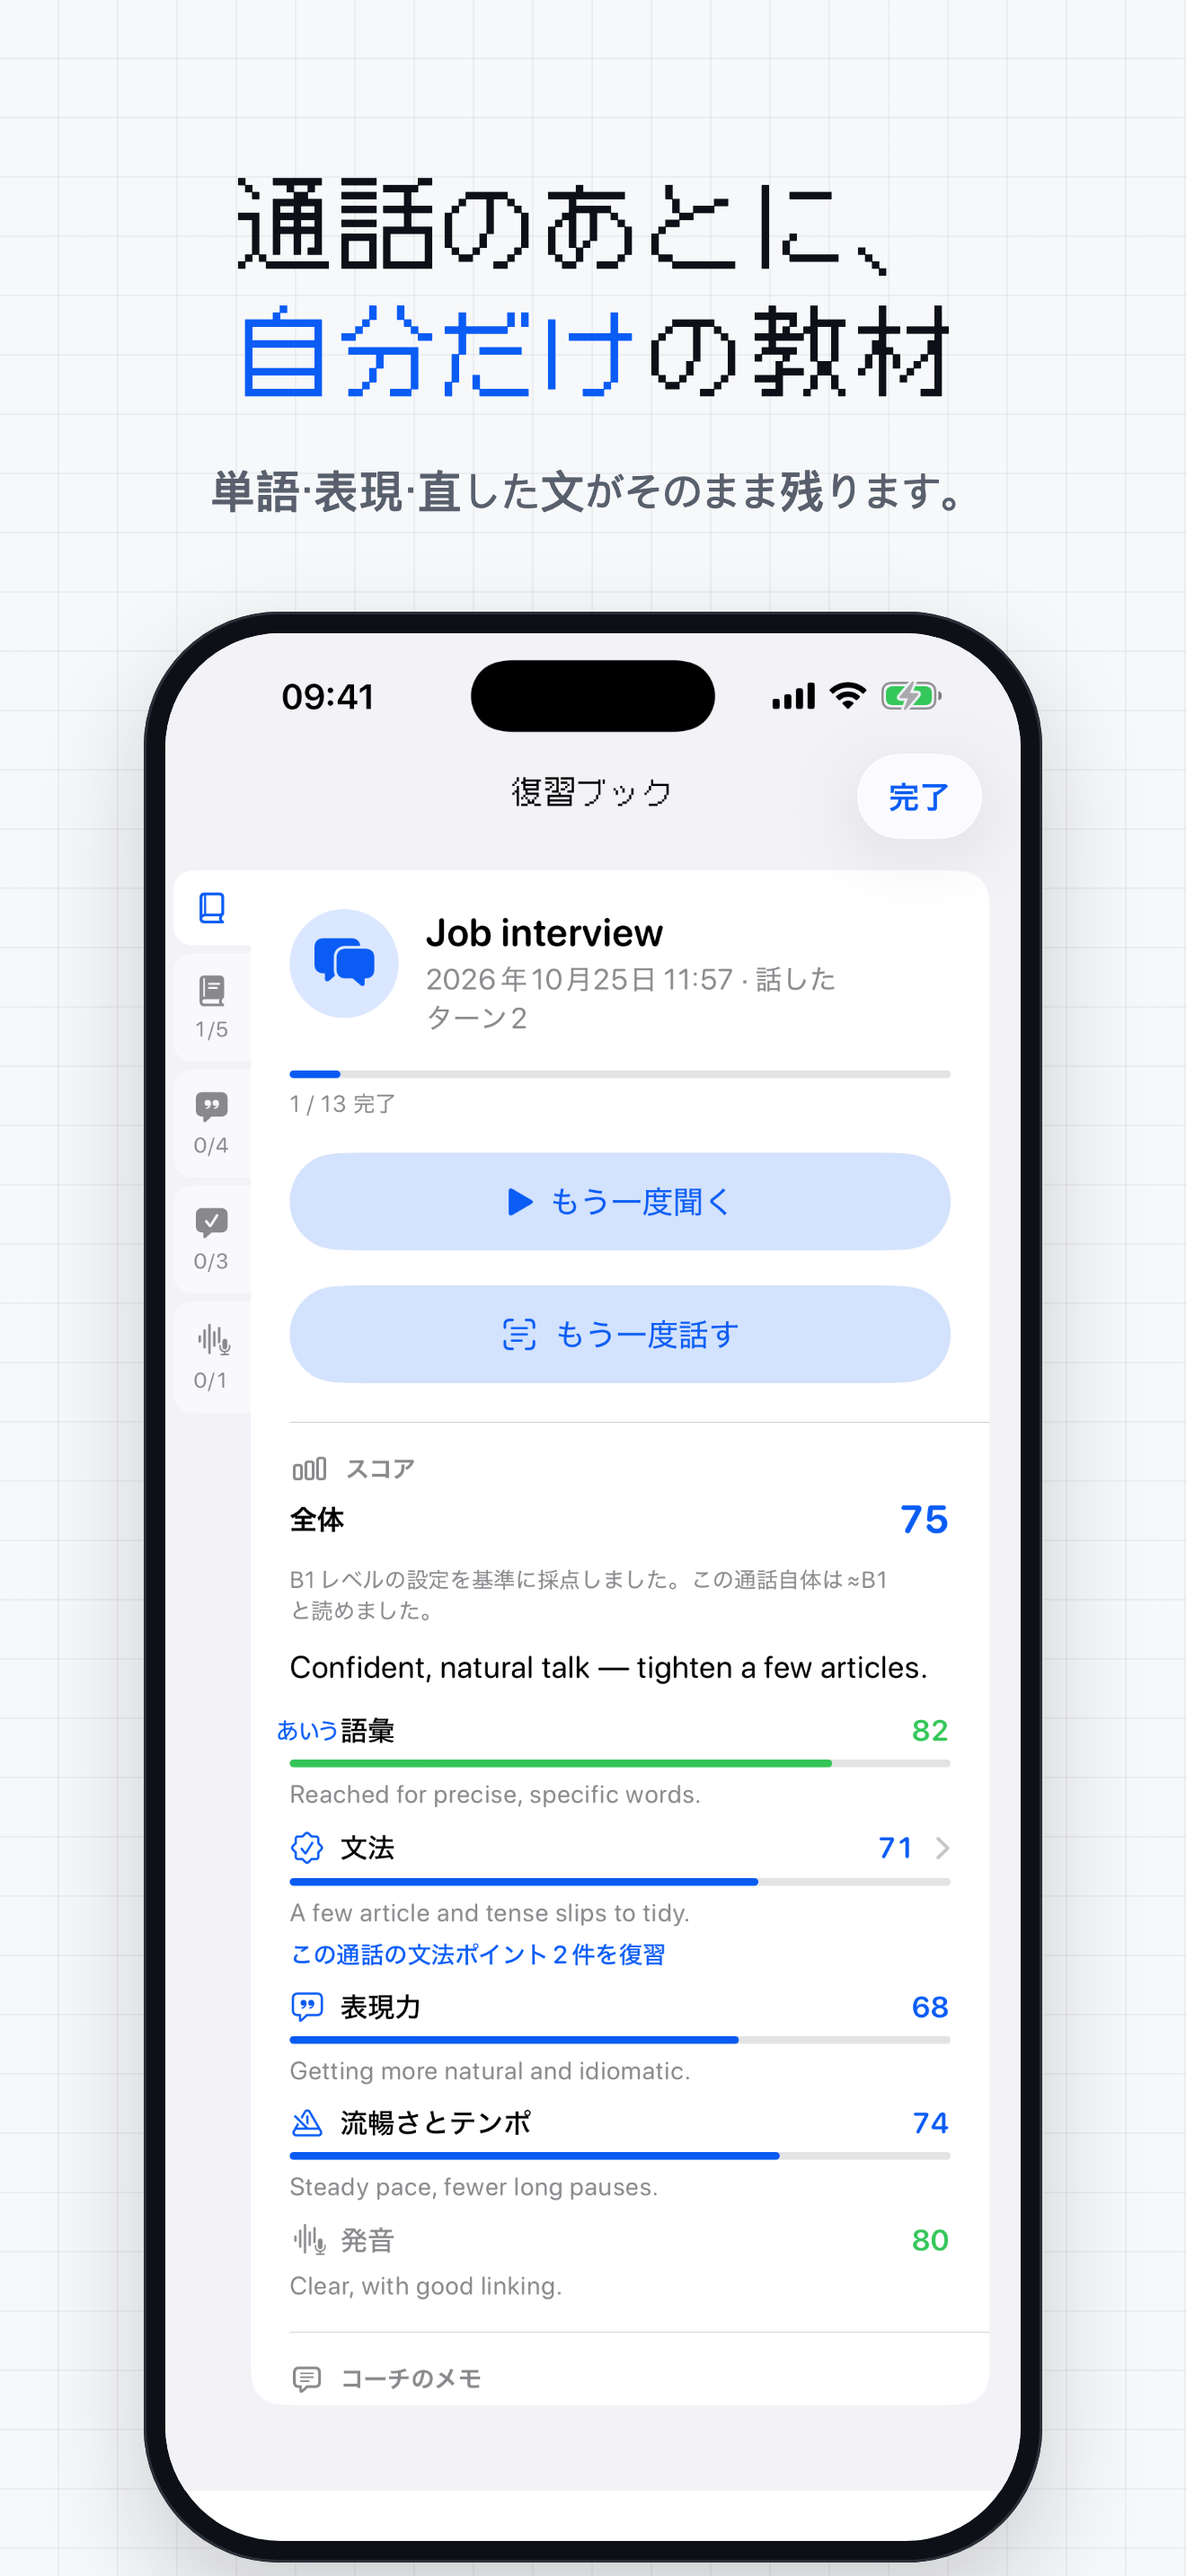 通話のあとに、
自分だけの教材
単語·表現·直した文がそのまま残ります。
09:41
復習ブック
完了
Job interview
2026年10月25日 11:57 · 話した
ターン2
1/5
1 / 13 完了
0/4
もう一度聞く
0/3
もう一度話す
0/1
スコア
全体 75
B1レベルの設定を基準に採点しました。この通話自体は≈B1
と読めました。
Confident, natural talk — tighten a few articles.
あいう語彙 82
Reached for precise, specific words.
文法 71
A few article and tense slips to tidy.
この通話の文法ポイント2件を復習
表現力 68
Getting more natural and idiomatic.
流暢さとテンポ 74
Steady pace, fewer long pauses.
発音 80
Clear, with good linking.
コーチのメモ